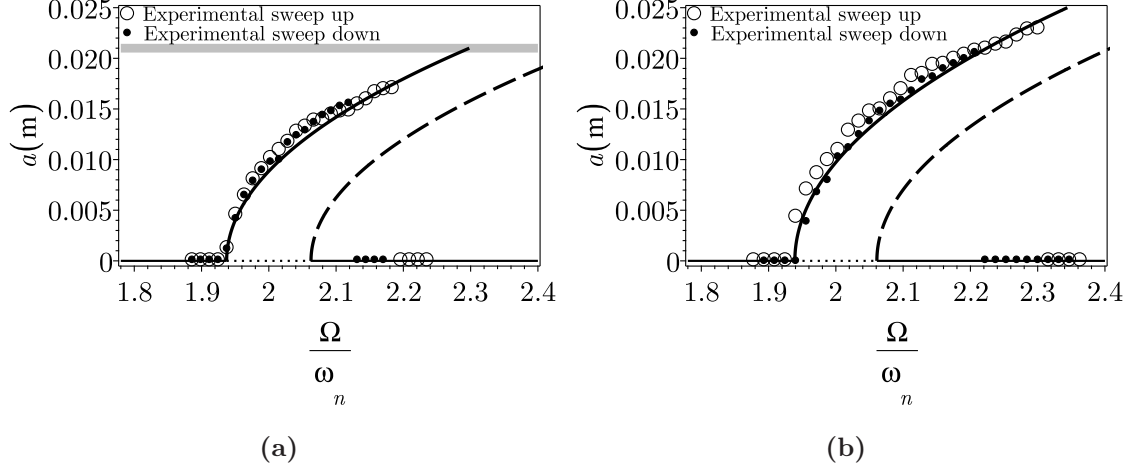 0.025
Experimental sweep up
Experimental sweep down
0.020
0.015
0.010
0.005
0
a(m)
1.8 1.9 2 2.1 2.2 2.3 2.4
Ω
ω
n
(a)
0.025
Experimental sweep up
Experimental sweep down
0.020
0.015
0.010
0.005
0
a(m)
1.8 1.9 2 2.1 2.2 2.3 2.4
Ω
ω
n
(b)